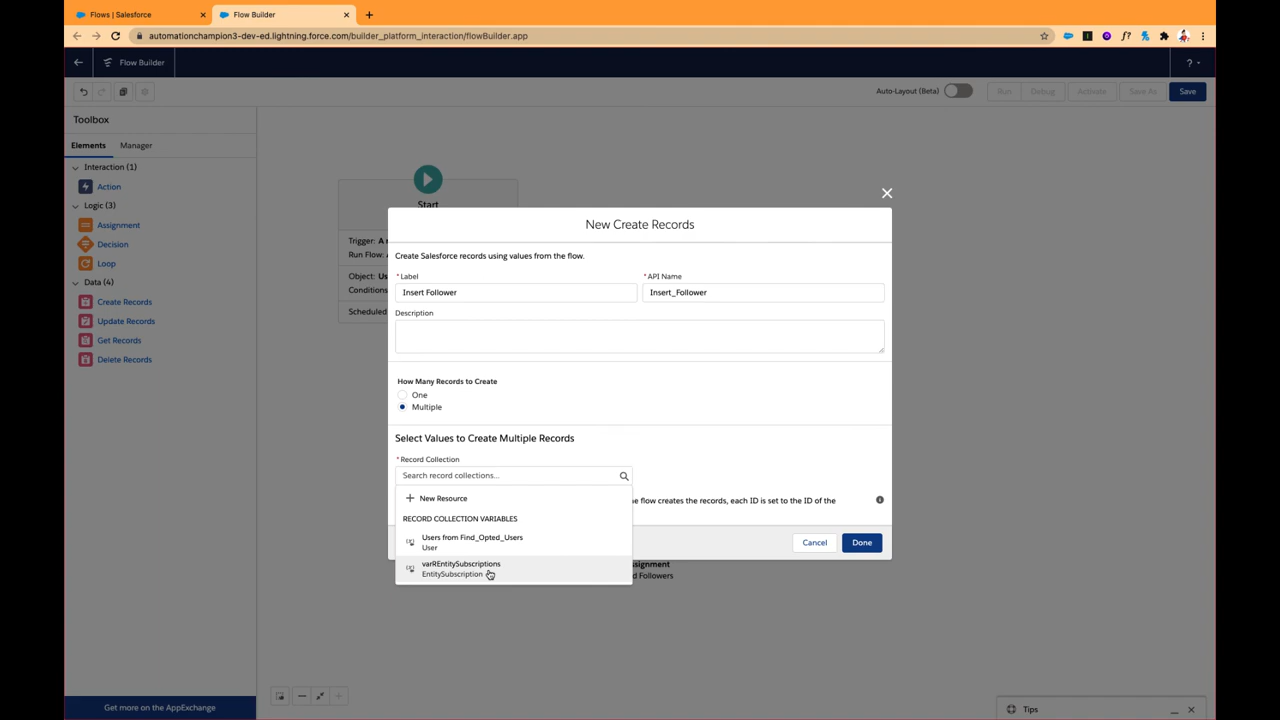 Flows | Salesforce
Flow Builder
automationchampion3-dev-ed.lightning.force.com/builder_platform_interaction/flowBuilder.app
Flow Builder
?
Auto-Layout (Beta)
Run
Debug
Activate
Save As
Save
Toolbox
Elements
Manager
Interaction (1)
Action
Logic (3)
Assignment
Decision
Loop
Data (4)
Create Records
Update Records
Get Records
Delete Records
Get more on the AppExchange
Start
Trigger: A
Run Flow:
Object: Us
Conditions
Scheduled
New Create Records
Create Salesforce records using values from the flow.
*Label
*API Name
Insert Follower
Insert_Follower
Description
How Many Records to Create
One
Multiple
Select Values to Create Multiple Records
*Record Collection
Search record collections...
New Resource
RECORD COLLECTION VARIABLES
Users from Find_Opted_Users
User
varREntitySubscriptions
EntitySubscription
e flow creates the records, each ID is set to the ID of the
Cancel
Done
ssignment
d Followers
Tips